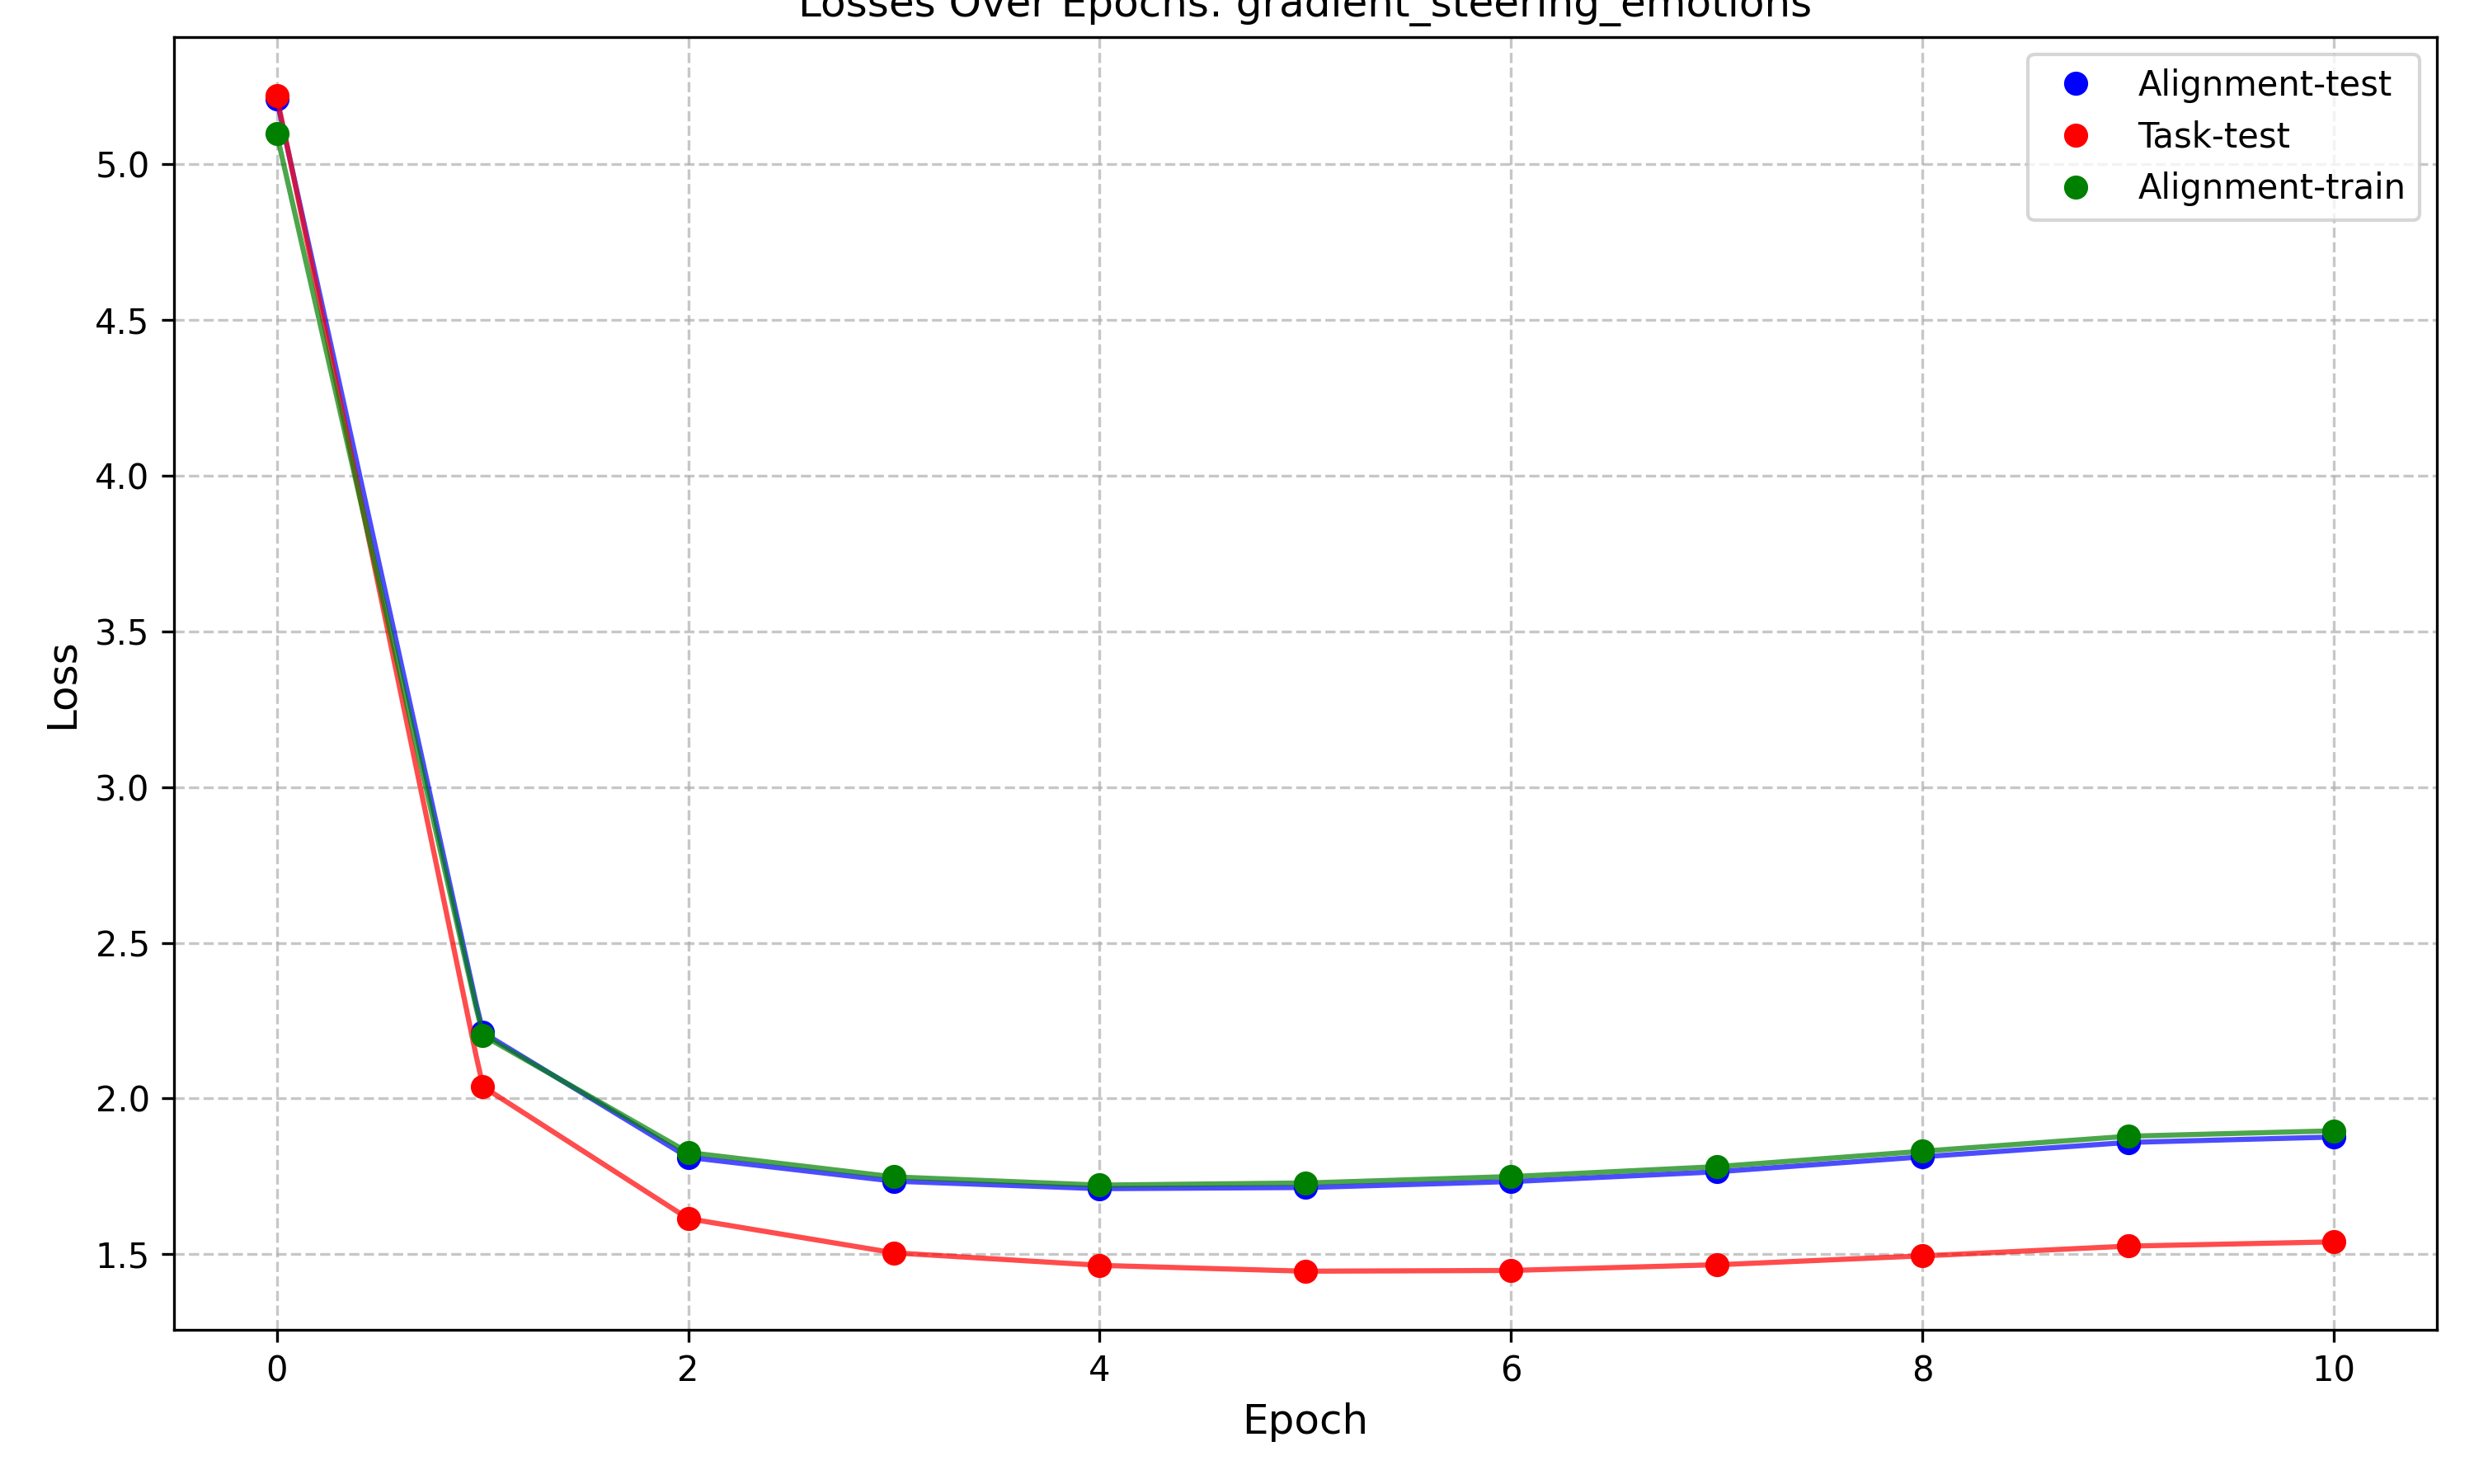 Losses Over Epochs: gradient_steering_emotions
Alignment-test
Task-test
Alignment-train
5.0
4.5
4.0
3.5
3.0
2.5
2.0
1.5
Loss
0 2 4 6 8 10
Epoch